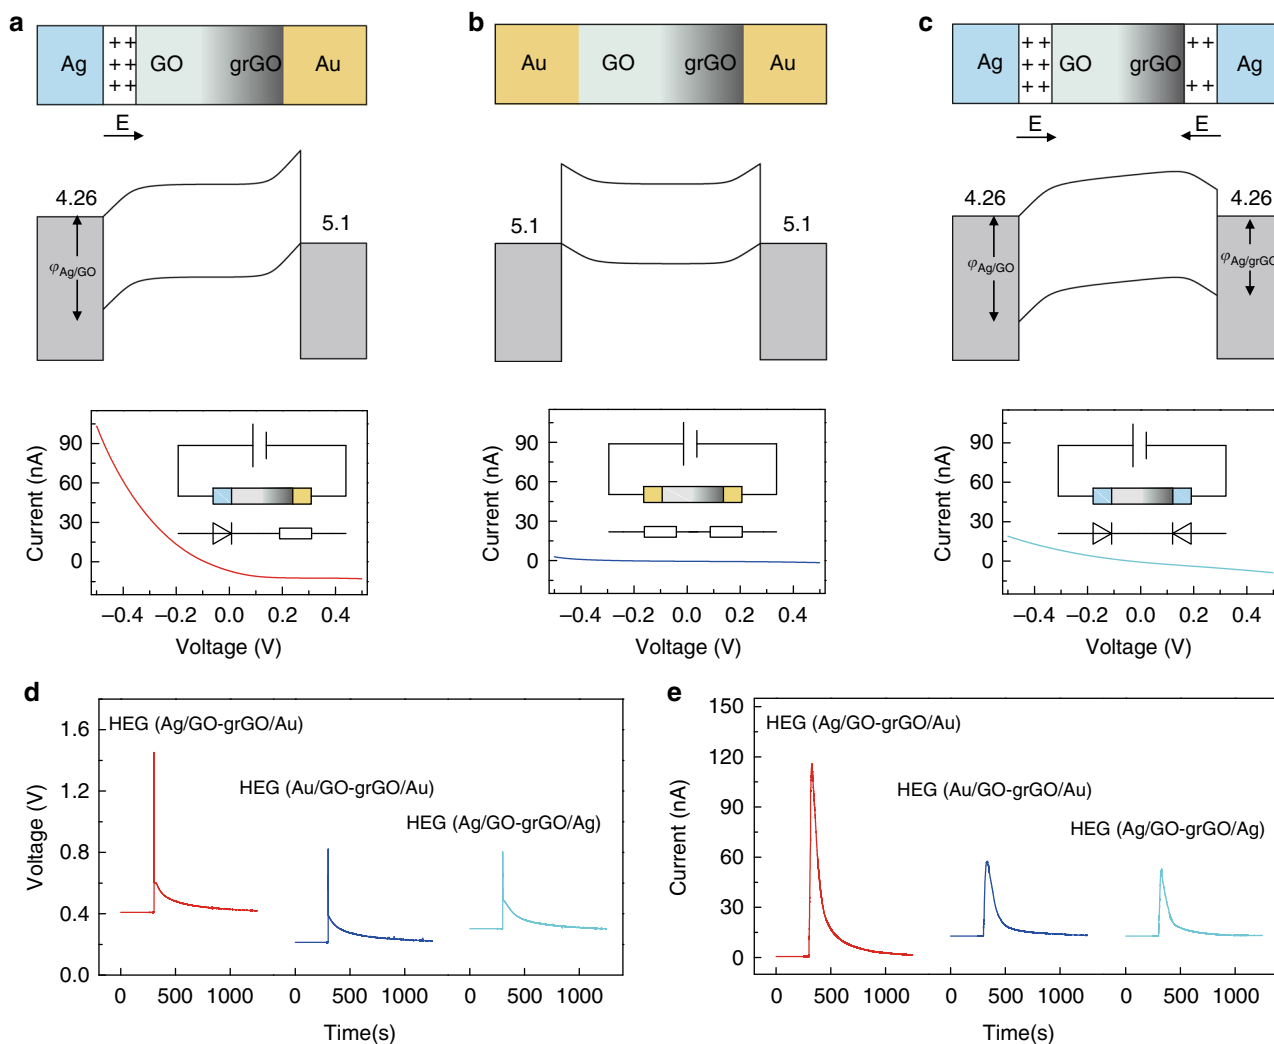 a
Ag
++
++
++
GO
grGO
Au
E
4.26
5.1
φAg/GO
Current (nA)
90
60
30
0
−0.4 −0.2 0.0 0.2 0.4
Voltage (V)
b
Au
GO
grGO
Au
5.1
5.1
Current (nA)
90
60
30
0
−0.4 −0.2 0.0 0.2 0.4
Voltage (V)
c
Ag
++
++
++
GO
grGO
++
++
Ag
E
E
4.26
4.26
φAg/GO
φAg/grGO
Current (nA)
90
60
30
0
−0.4 −0.2 0.0 0.2 0.4
Voltage (V)
d
Voltage (V)
1.6
1.2
0.8
0.4
0.0
HEG (Ag/GO-grGO/Au)
HEG (Au/GO-grGO/Au)
HEG (Ag/GO-grGO/Ag)
0 500 1000 0 500 1000 0 500 1000
Time(s)
e
Current (nA)
150
120
90
60
30
0
HEG (Ag/GO-grGO/Au)
HEG (Au/GO-grGO/Au)
HEG (Ag/GO-grGO/Ag)
0 500 1000 0 500 1000 0 500 1000
Time(s)